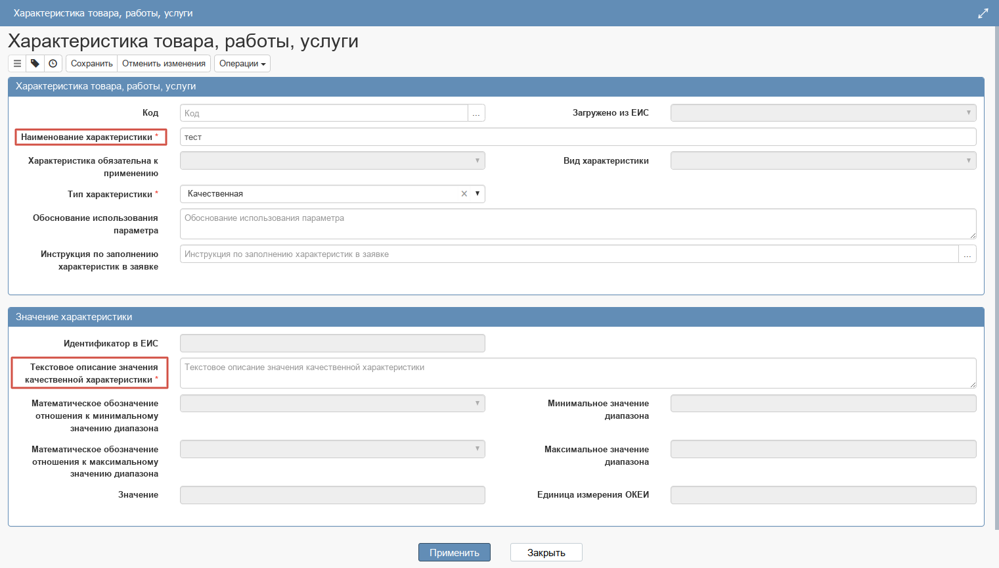 Характеристика товара, работы, услуги
Характеристика товара, работы, услуги
Сохранить Отменить изменения Операции
Характеристика товара, работы, услуги
Код Код ... Загружено из ЕИС
Наименование характеристики * тест
Характеристика обязательна к применению Вид характеристики
Тип характеристики * Качественная × ▼
Обоснование использования параметра Обоснование использования параметра
Инструкция по заполнению характеристик в заявке Инструкция по заполнению характеристик в заявке ...
Значение характеристики
Идентификатор в ЕИС
Текстовое описание значения качественной характеристики * Текстовое описание значения качественной характеристики
Математическое обозначение отношения к минимальному значению диапазона Минимальное значение диапазона
Математическое обозначение отношения к максимальному значению диапазона Максимальное значение диапазона
Значение Единица измерения ОКЕИ
Применить Закрыть